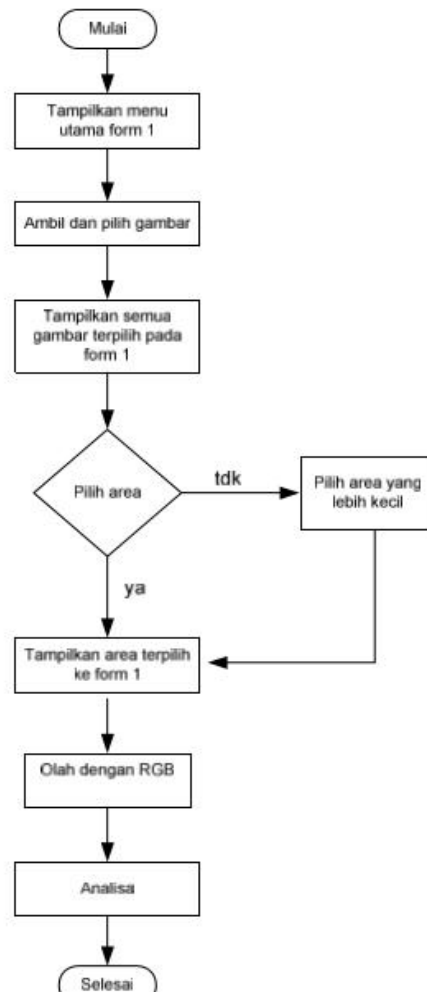 Mulai
Tampilkan menu
utama form 1
Ambil dan pilih gambar
Tampilkan semua
gambar terpilih pada
form 1
Pilih area
tdk
Pilih area yang
lebih kecil
ya
Tampilkan area terpilih
ke form 1
Olah dengan RGB
Analisa
Selesai